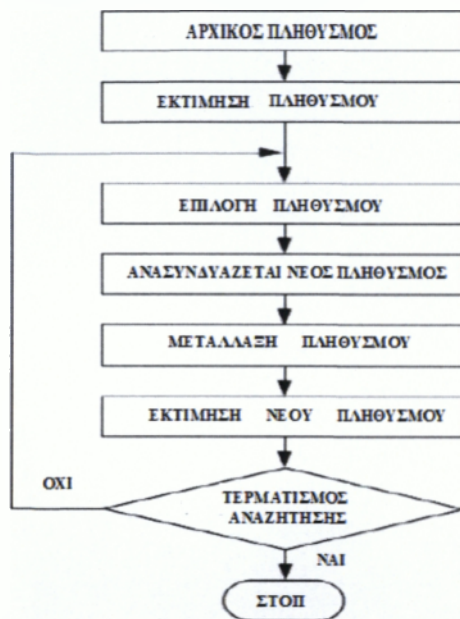 ΑΡΧΙΚΟΣ ΠΛΗΘΥΣΜΟΣ
ΕΚΤΙΜΗΣΗ ΠΛΗΘΥΣΜΟΥ
ΕΠΙΛΟΓΗ ΠΛΗΘΥΣΜΟΥ
ΑΝΑΣΥΝΔΥΑΖΕΤΑΙ ΝΕΟΣ ΠΛΗΘΥΣΜΟΣ
ΜΕΤΑΛΛΑΞΗ ΠΛΗΘΥΣΜΟΥ
ΕΚΤΙΜΗΣΗ ΝΕΟΥ ΠΛΗΘΥΣΜΟΥ
ΟΧΙ
ΤΕΡΜΑΤΙΣΜΟΣ
ΑΝΑΖΗΤΗΣΗΣ
ΝΑΙ
ΣΤΟΠ